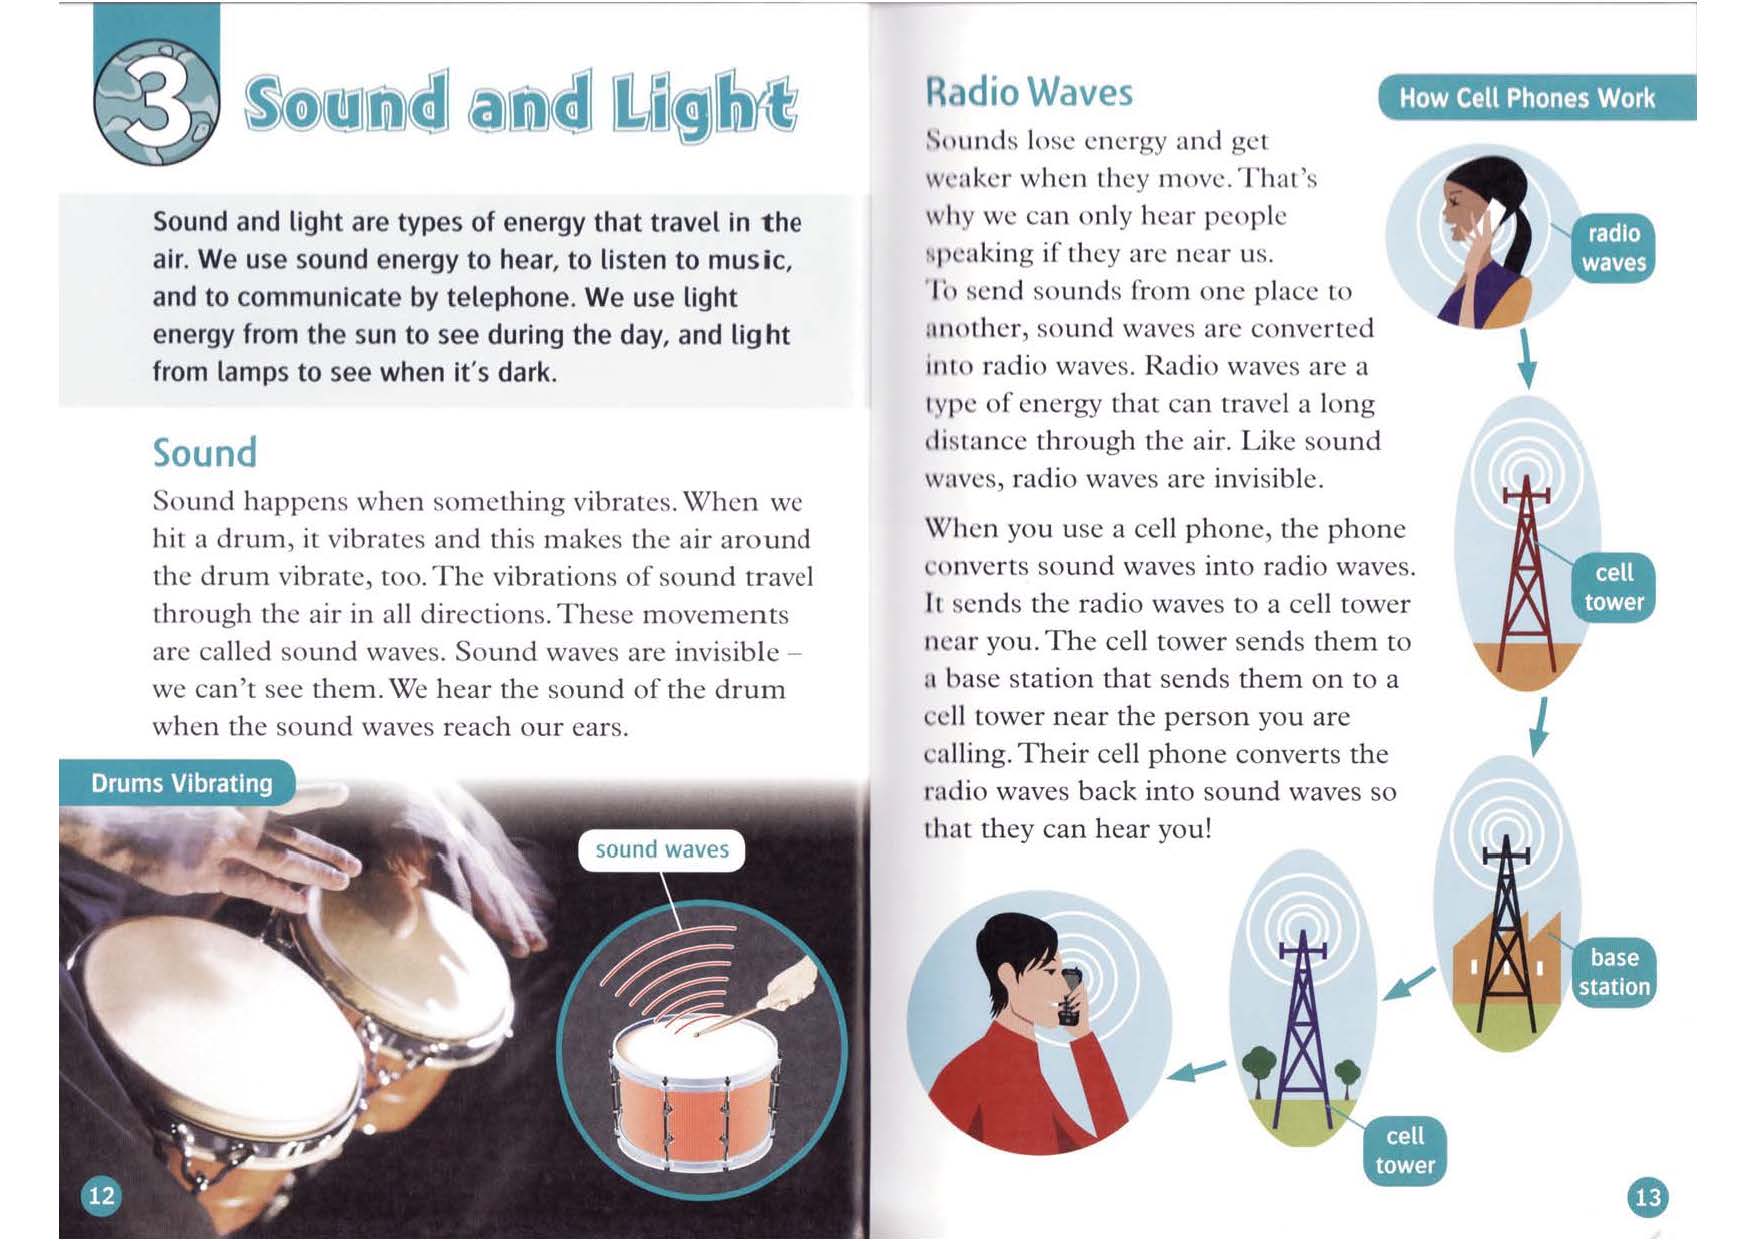 3
Sound and Light
Sound and light are types of energy that travel in the
air. We use sound energy to hear, to listen to music,
and to communicate by telephone. We use light
energy from the sun to see during the day, and light
from lamps to see when it's dark.
Sound
Sound happens when something vibrates. When we
hit a drum, it vibrates and this makes the air around
the drum vibrate, too. The vibrations of sound travel
through the air in all directions. These movements
are called sound waves. Sound waves are invisible –
we can't see them. We hear the sound of the drum
when the sound waves reach our ears.
Drums Vibrating
sound waves
12
Radio Waves
Sounds lose energy and get
weaker when they move. That's
why we can only hear people
speaking if they are near us.
To send sounds from one place to
another, sound waves are converted
into radio waves. Radio waves are a
type of energy that can travel a long
distance through the air. Like sound
waves, radio waves are invisible.
When you use a cell phone, the phone
converts sound waves into radio waves.
It sends the radio waves to a cell tower
near you. The cell tower sends them to
a base station that sends them on to a
cell tower near the person you are
calling. Their cell phone converts the
radio waves back into sound waves so
that they can hear you!
How Cell Phones Work
radio
waves
cell
tower
base
station
cell
tower
13